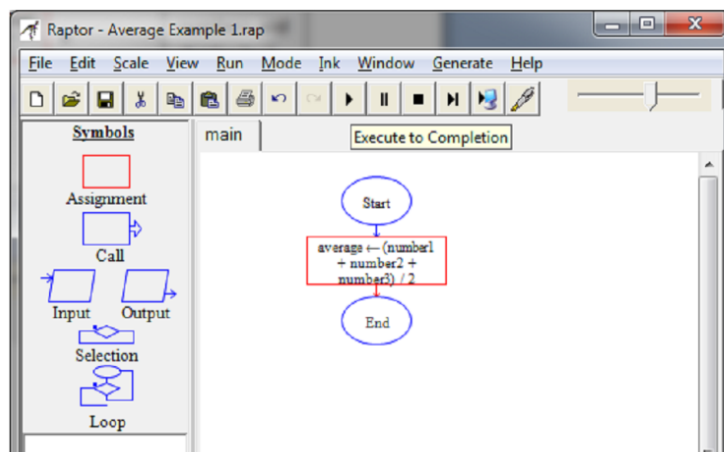 Raptor - Average Example 1.rap
File Edit Scale View Run Mode Ink Window Generate Help
Symbols
Assignment
Call
Input Output
Selection
Loop
main
Execute to Completion
Start
average ← (number1
+ number2 +
number3) / 2
End